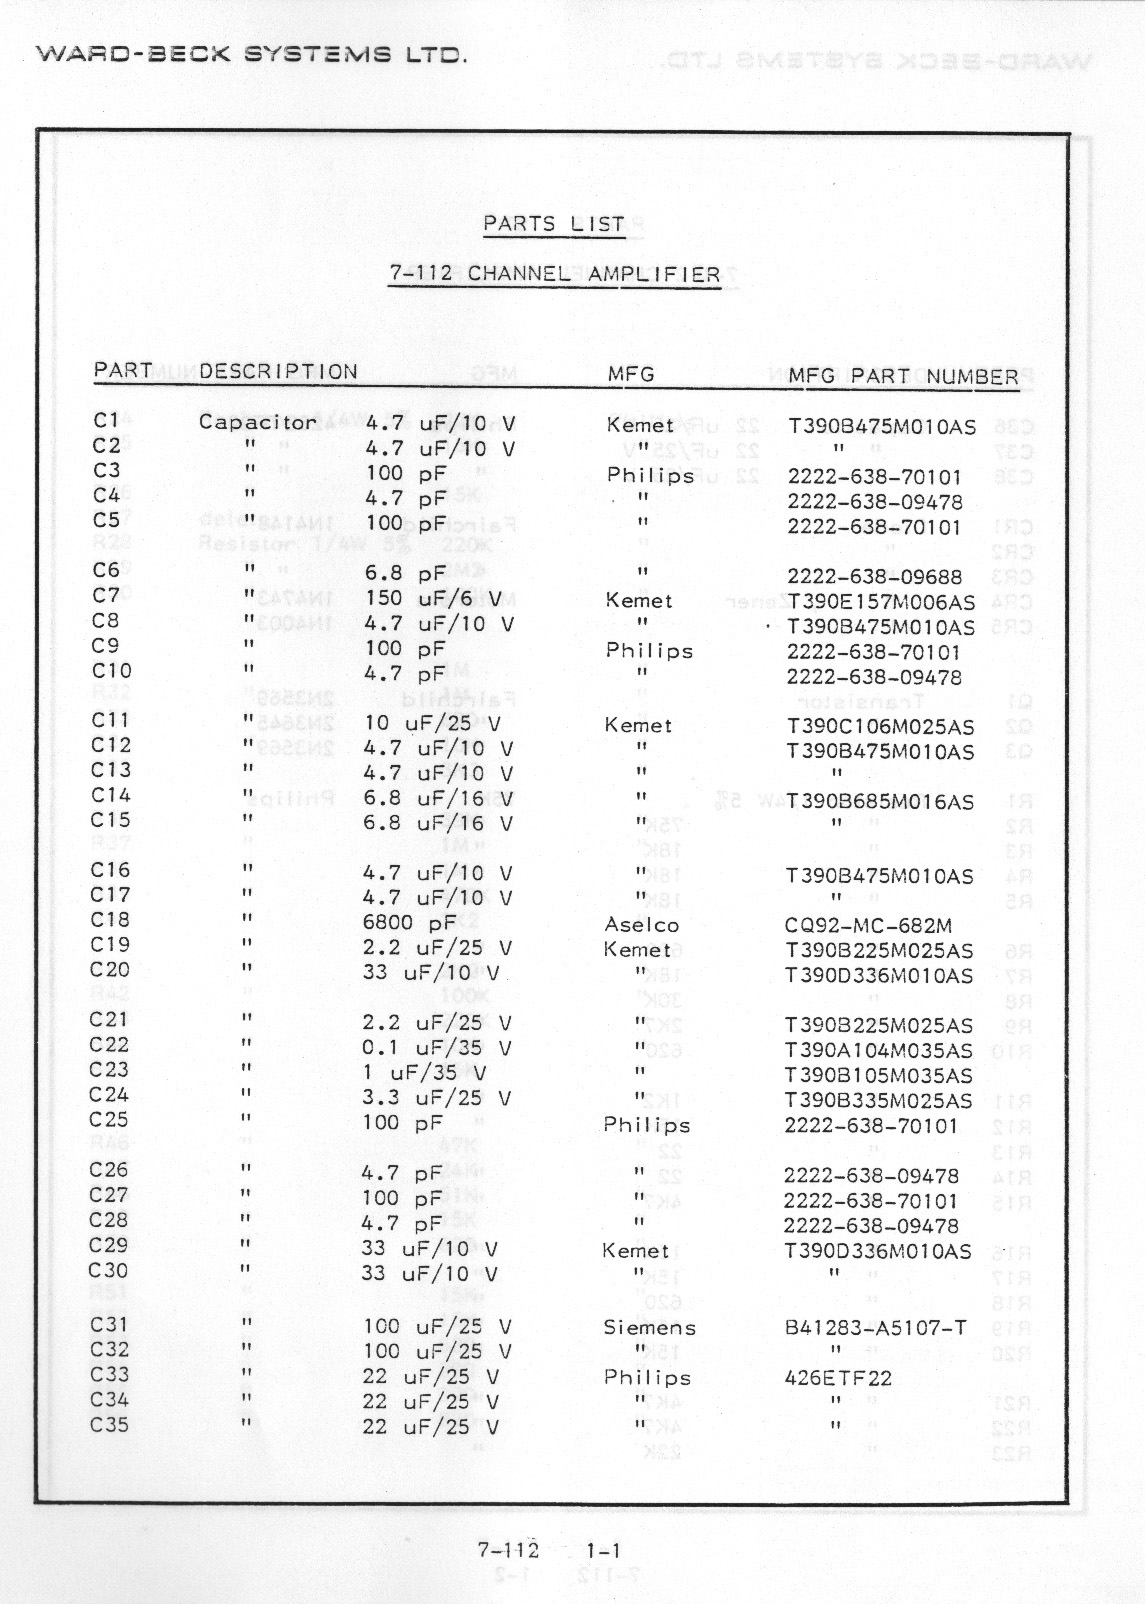 WARD-BECK SYSTEMS LTD.
PARTS LIST
7-112 CHANNEL AMPLIFIER
PART DESCRIPTION MFG MFG PART NUMBER
C1 Capacitor 4.7 uF/10 V Kemet T390B475M010AS
C2 " 4.7 uF/10 V " "
C3 " 100 pF Philips 2222-638-70101
C4 " 4.7 pF " 2222-638-09478
C5 " 100 pF " 2222-638-70101
C6 " 6.8 pF " 2222-638-09688
C7 " 150 uF/6 V Kemet T390E157M006AS
C8 " 4.7 uF/10 V " T390B475M010AS
C9 " 100 pF Philips 2222-638-70101
C10 " 4.7 pF " 2222-638-09478
C11 " 10 uF/25 V Kemet T390C106M025AS
C12 " 4.7 uF/10 V " T390B475M010AS
C13 " 4.7 uF/10 V " "
C14 " 6.8 uF/16 V " T390B685M016AS
C15 " 6.8 uF/16 V " "
C16 " 4.7 uF/10 V " T390B475M010AS
C17 " 4.7 uF/10 V " "
C18 " 6800 pF Aselco CQ92-MC-682M
C19 " 2.2 uF/25 V Kemet T390B225M025AS
C20 " 33 uF/10 V " T390D336M010AS
C21 " 2.2 uF/25 V " T390B225M025AS
C22 " 0.1 uF/35 V " T390A104M035AS
C23 " 1 uF/35 V " T390B105M035AS
C24 " 3.3 uF/25 V " T390B335M025AS
C25 " 100 pF Philips 2222-638-70101
C26 " 4.7 pF " 2222-638-09478
C27 " 100 pF " 2222-638-70101
C28 " 4.7 pF " 2222-638-09478
C29 " 33 uF/10 V Kemet T390D336M010AS
C30 " 33 uF/10 V " "
C31 " 100 uF/25 V Siemens B41283-A5107-T
C32 " 100 uF/25 V " "
C33 " 22 uF/25 V Philips 426ETF22
C34 " 22 uF/25 V " "
C35 " 22 uF/25 V " "
7-112 1-1